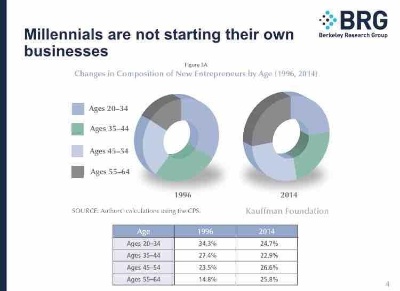 Millennials are not starting their own
businesses
BRG
Berkeley Research Group
Figure 3A
Changes in Composition of New Entrepreneurs by Age (1996, 2014)
Ages 20–34
Ages 35–44
Ages 45–54
Ages 55–64
1996
2014
SOURCE: Authors' calculations using the CPS.
Kauffman Foundation
Age 1996 2014
Ages 20–34 34.3% 24.7%
Ages 35–44 27.4% 22.9%
Ages 45–54 23.5% 26.6%
Ages 55–64 14.8% 25.8%
4